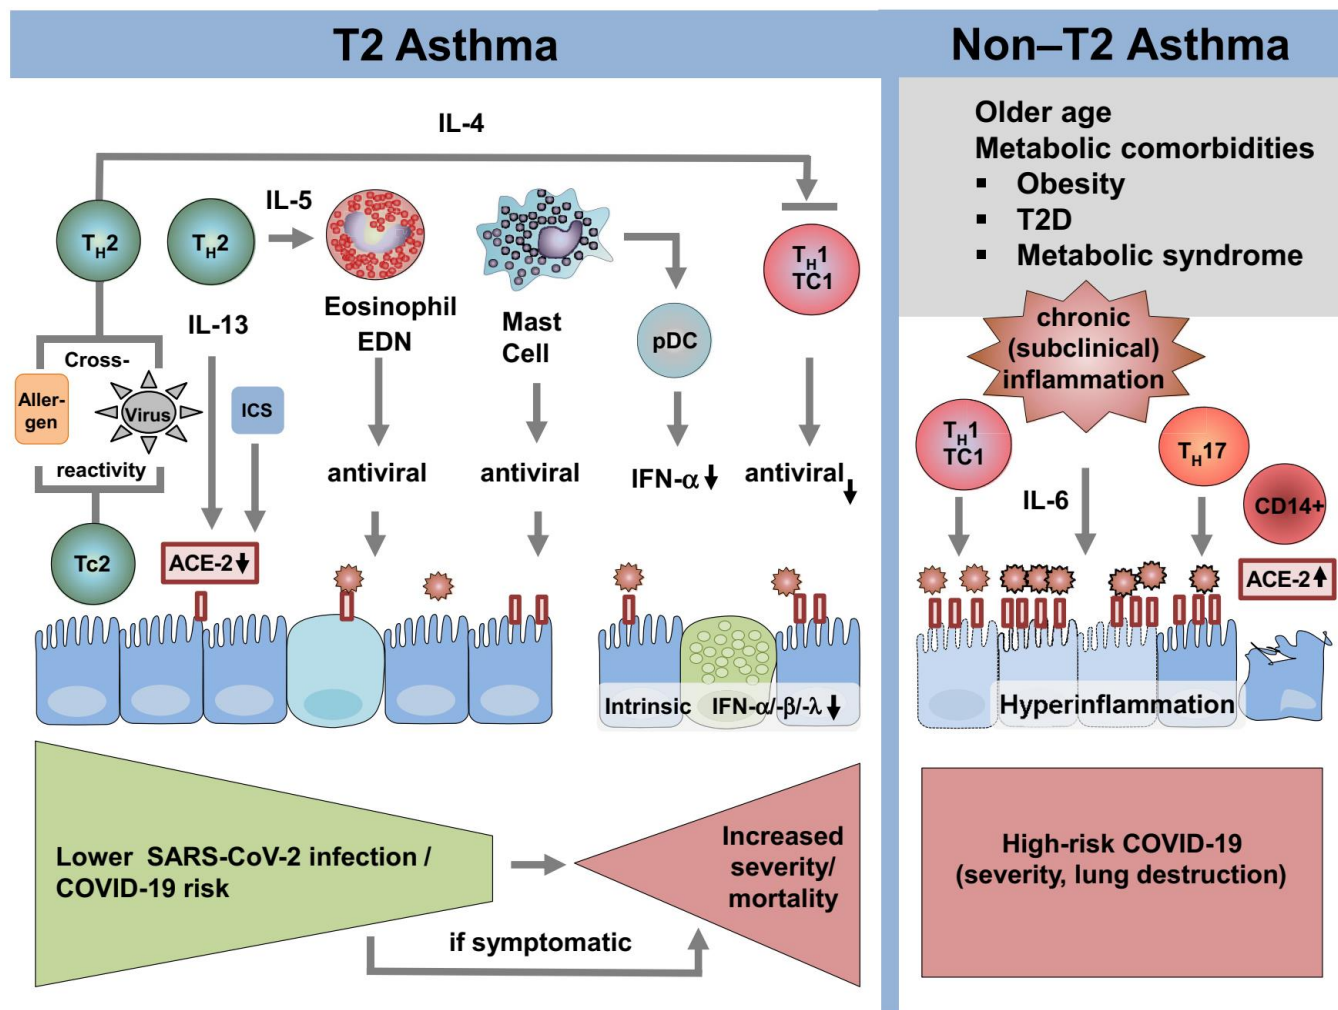 T2 Asthma
IL-4
TH2
TH2
IL-5
Eosinophil
EDN
Mast
Cell
TH1
TC1
pDC
IL-13
Cross-
Aller-
gen
Virus
ICS
reactivity
antiviral
antiviral
IFN-α ↓
antiviral ↓
Tc2
ACE-2 ↓
Intrinsic IFN-α/-β/-λ ↓
Lower SARS-CoV-2 infection /
COVID-19 risk
Increased
severity/
mortality
if symptomatic
Non–T2 Asthma
Older age
Metabolic comorbidities
▪ Obesity
▪ T2D
▪ Metabolic syndrome
chronic
(subclinical)
inflammation
TH1
TC1
TH17
IL-6
CD14+
ACE-2 ↑
Hyperinflammation
High-risk COVID-19
(severity, lung destruction)